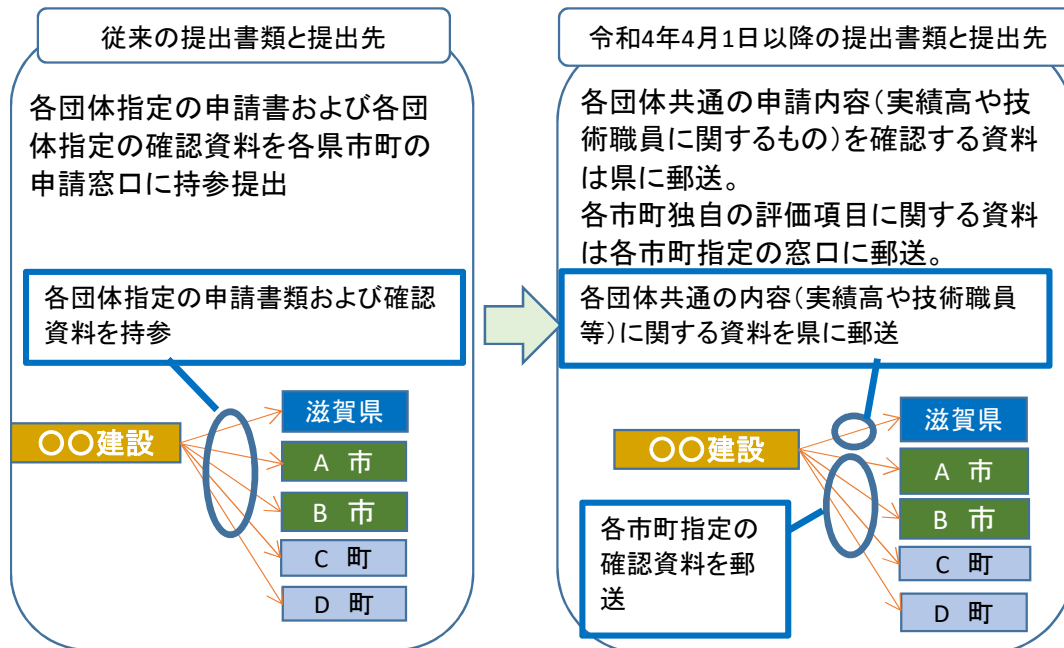 従来の提出書類と提出先
各団体指定の申請書および各団
体指定の確認資料を各県市町の
申請窓口に持参提出
各団体指定の申請書類および確認
資料を持参
〇〇建設
滋賀県
A 市
B 市
C 町
D 町
令和4年4月1日以降の提出書類と提出先
各団体共通の申請内容(実績高や技
術職員に関するもの)を確認する資料
は県に郵送。
各市町独自の評価項目に関する資料
は各市町指定の窓口に郵送。
各団体共通の内容(実績高や技術職員
等)に関する資料を県に郵送
〇〇建設
滋賀県
A 市
B 市
C 町
D 町
各市町指定の
確認資料を郵
送